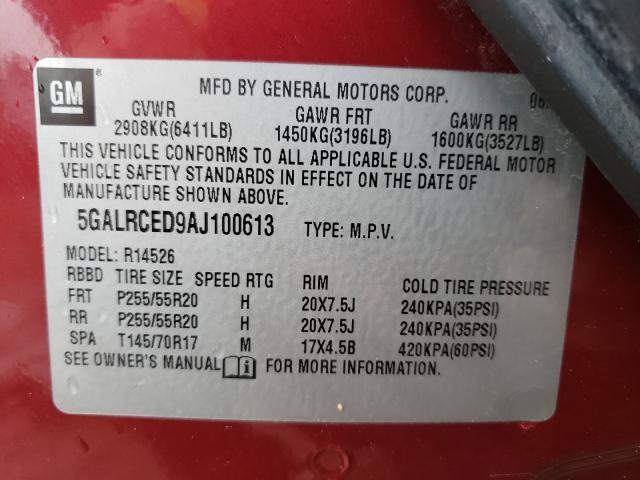 GM
MFD BY GENERAL MOTORS CORP.
GVWR GAWR FRT GAWR RR
2908KG(6411LB) 1450KG(3196LB) 1600KG(3527LB)
THIS VEHICLE CONFORMS TO ALL APPLICABLE U.S. FEDERAL MOTOR
VEHICLE SAFETY STANDARDS IN EFFECT ON THE DATE OF
MANUFACTURE SHOWN ABOVE.
5GALRCED9AJ100613 TYPE: M.P.V.
MODEL: R14526
RBBD TIRE SIZE SPEED RTG RIM COLD TIRE PRESSURE
FRT P255/55R20 H 20X7.5J 240KPA(35PSI)
RR P255/55R20 H 20X7.5J 240KPA(35PSI)
SPA T145/70R17 M 17X4.5B 420KPA(60PSI)
SEE OWNER'S MANUAL i FOR MORE INFORMATION.